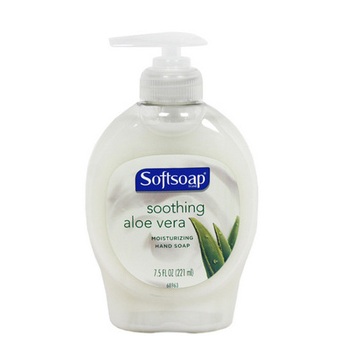 Softsoap
soothing
aloe vera
MOISTURIZING
HAND SOAP
7.5 FL OZ (221 ml)